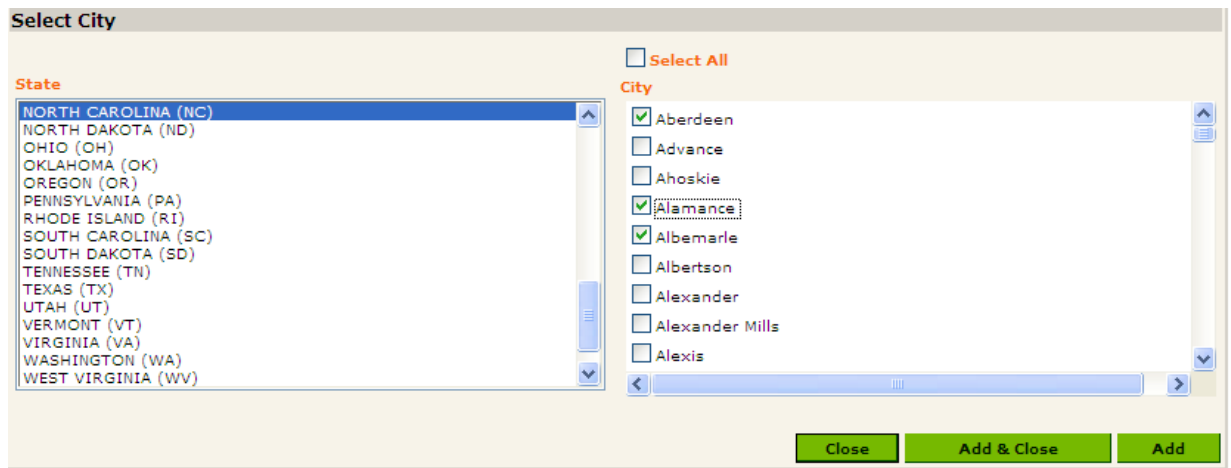 Select City
Select All
State
City
NORTH CAROLINA (NC)
NORTH DAKOTA (ND)
OHIO (OH)
OKLAHOMA (OK)
OREGON (OR)
PENNSYLVANIA (PA)
RHODE ISLAND (RI)
SOUTH CAROLINA (SC)
SOUTH DAKOTA (SD)
TENNESSEE (TN)
TEXAS (TX)
UTAH (UT)
VERMONT (VT)
VIRGINIA (VA)
WASHINGTON (WA)
WEST VIRGINIA (WV)
Aberdeen
Advance
Ahoskie
Alamance
Albemarle
Albertson
Alexander
Alexander Mills
Alexis
Close
Add & Close
Add